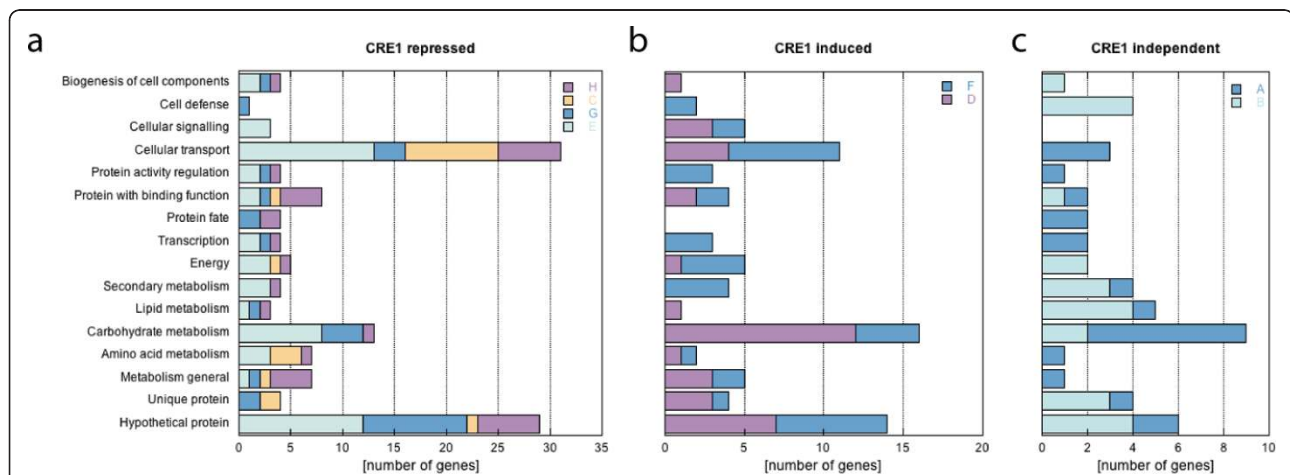 a
CRE1 repressed
b
CRE1 induced
c
CRE1 independent
Biogenesis of cell components
Cell defense
Cellular signalling
Cellular transport
Protein activity regulation
Protein with binding function
Protein fate
Transcription
Energy
Secondary metabolism
Lipid metabolism
Carbohydrate metabolism
Amino acid metabolism
Metabolism general
Unique protein
Hypothetical protein
H
C
G
E
0 5 10 15 20 25 30 35
[number of genes]
F
D
0 5 10 15 20
[number of genes]
A
B
0 2 4 6 8 10
[number of genes]